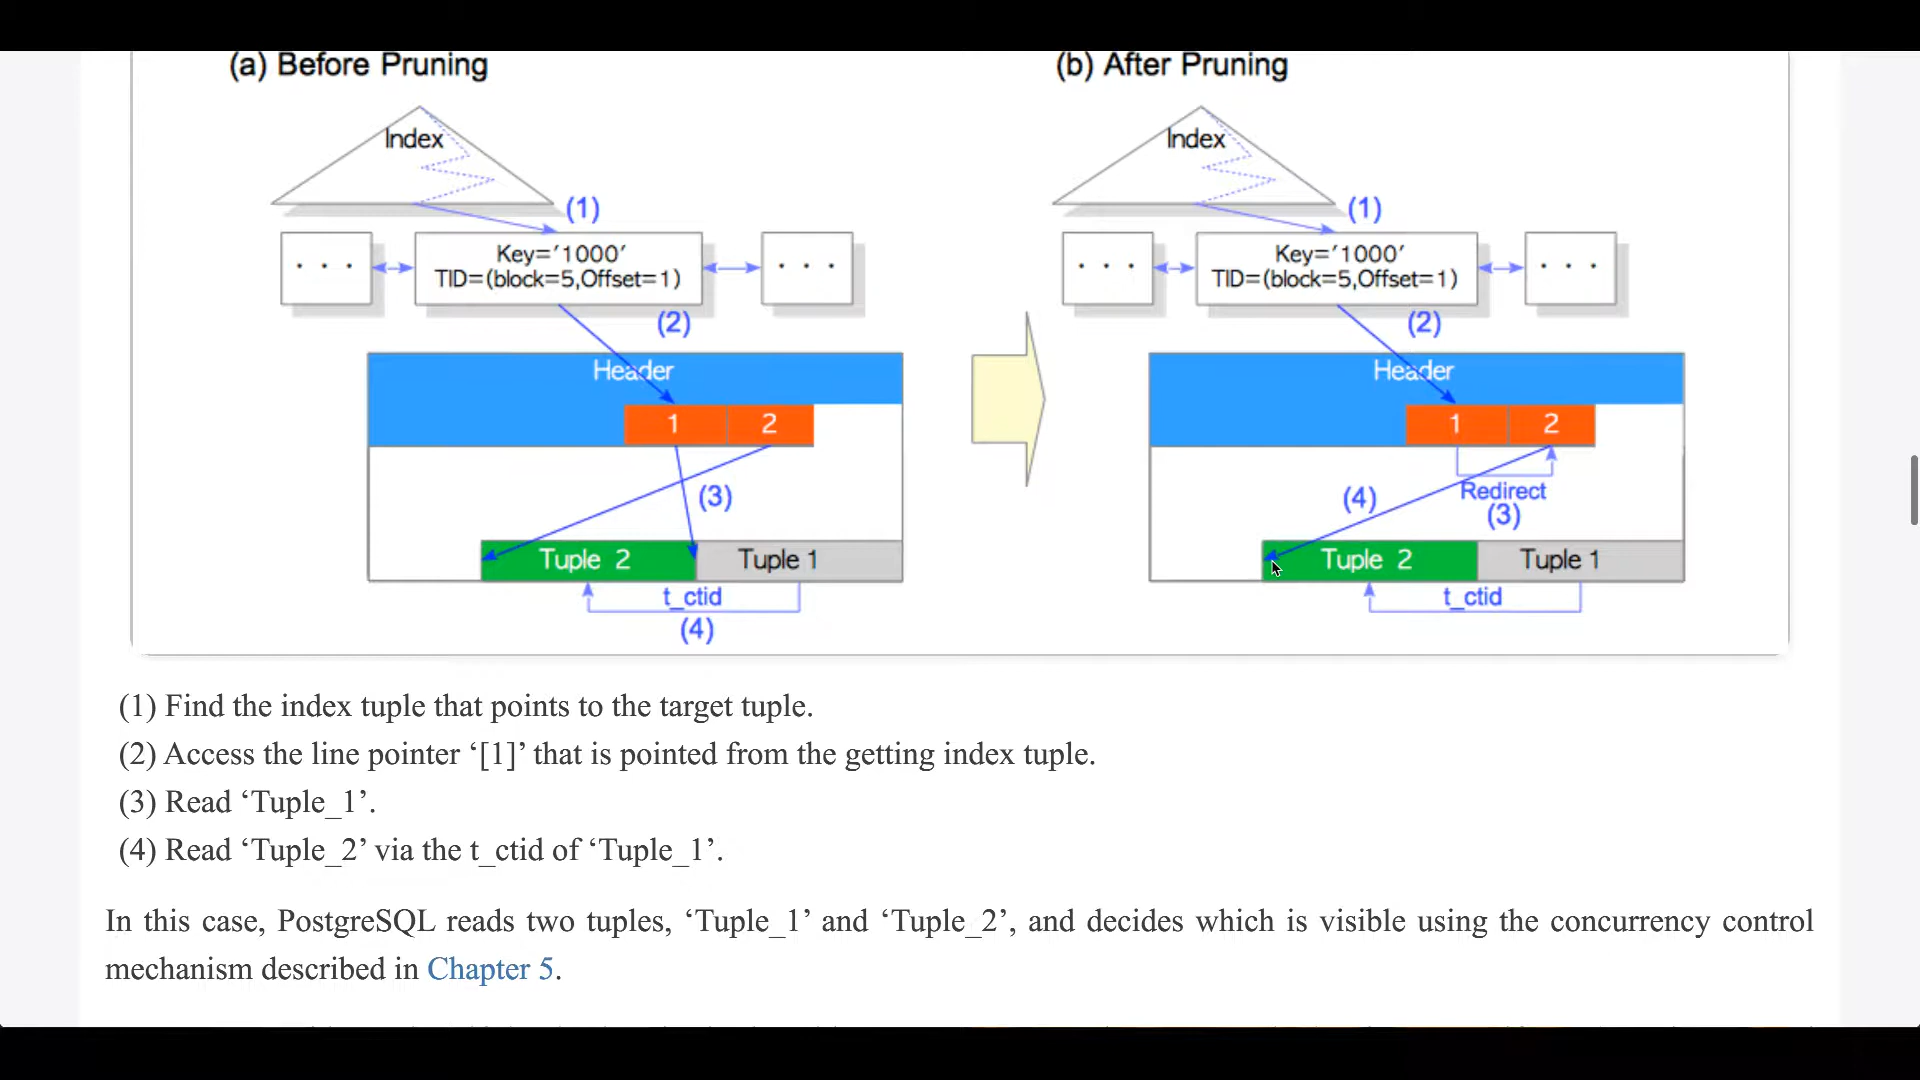 (a) Before Pruning
(b) After Pruning
Index
(1)
. . .
Key='1000'
TID=(block=5,Offset=1)
. . .
(2)
Header
1
2
(3)
Tuple 2
Tuple 1
t_ctid
(4)
Index
(1)
. . .
Key='1000'
TID=(block=5,Offset=1)
. . .
(2)
Header
1
2
Redirect
(3)
(4)
Tuple 2
Tuple 1
t_ctid
(1) Find the index tuple that points to the target tuple.
(2) Access the line pointer ‘[1]’ that is pointed from the getting index tuple.
(3) Read ‘Tuple_1’.
(4) Read ‘Tuple_2’ via the t_ctid of ‘Tuple_1’.
In this case, PostgreSQL reads two tuples, ‘Tuple_1’ and ‘Tuple_2’, and decides which is visible using the concurrency control
mechanism described in Chapter 5.